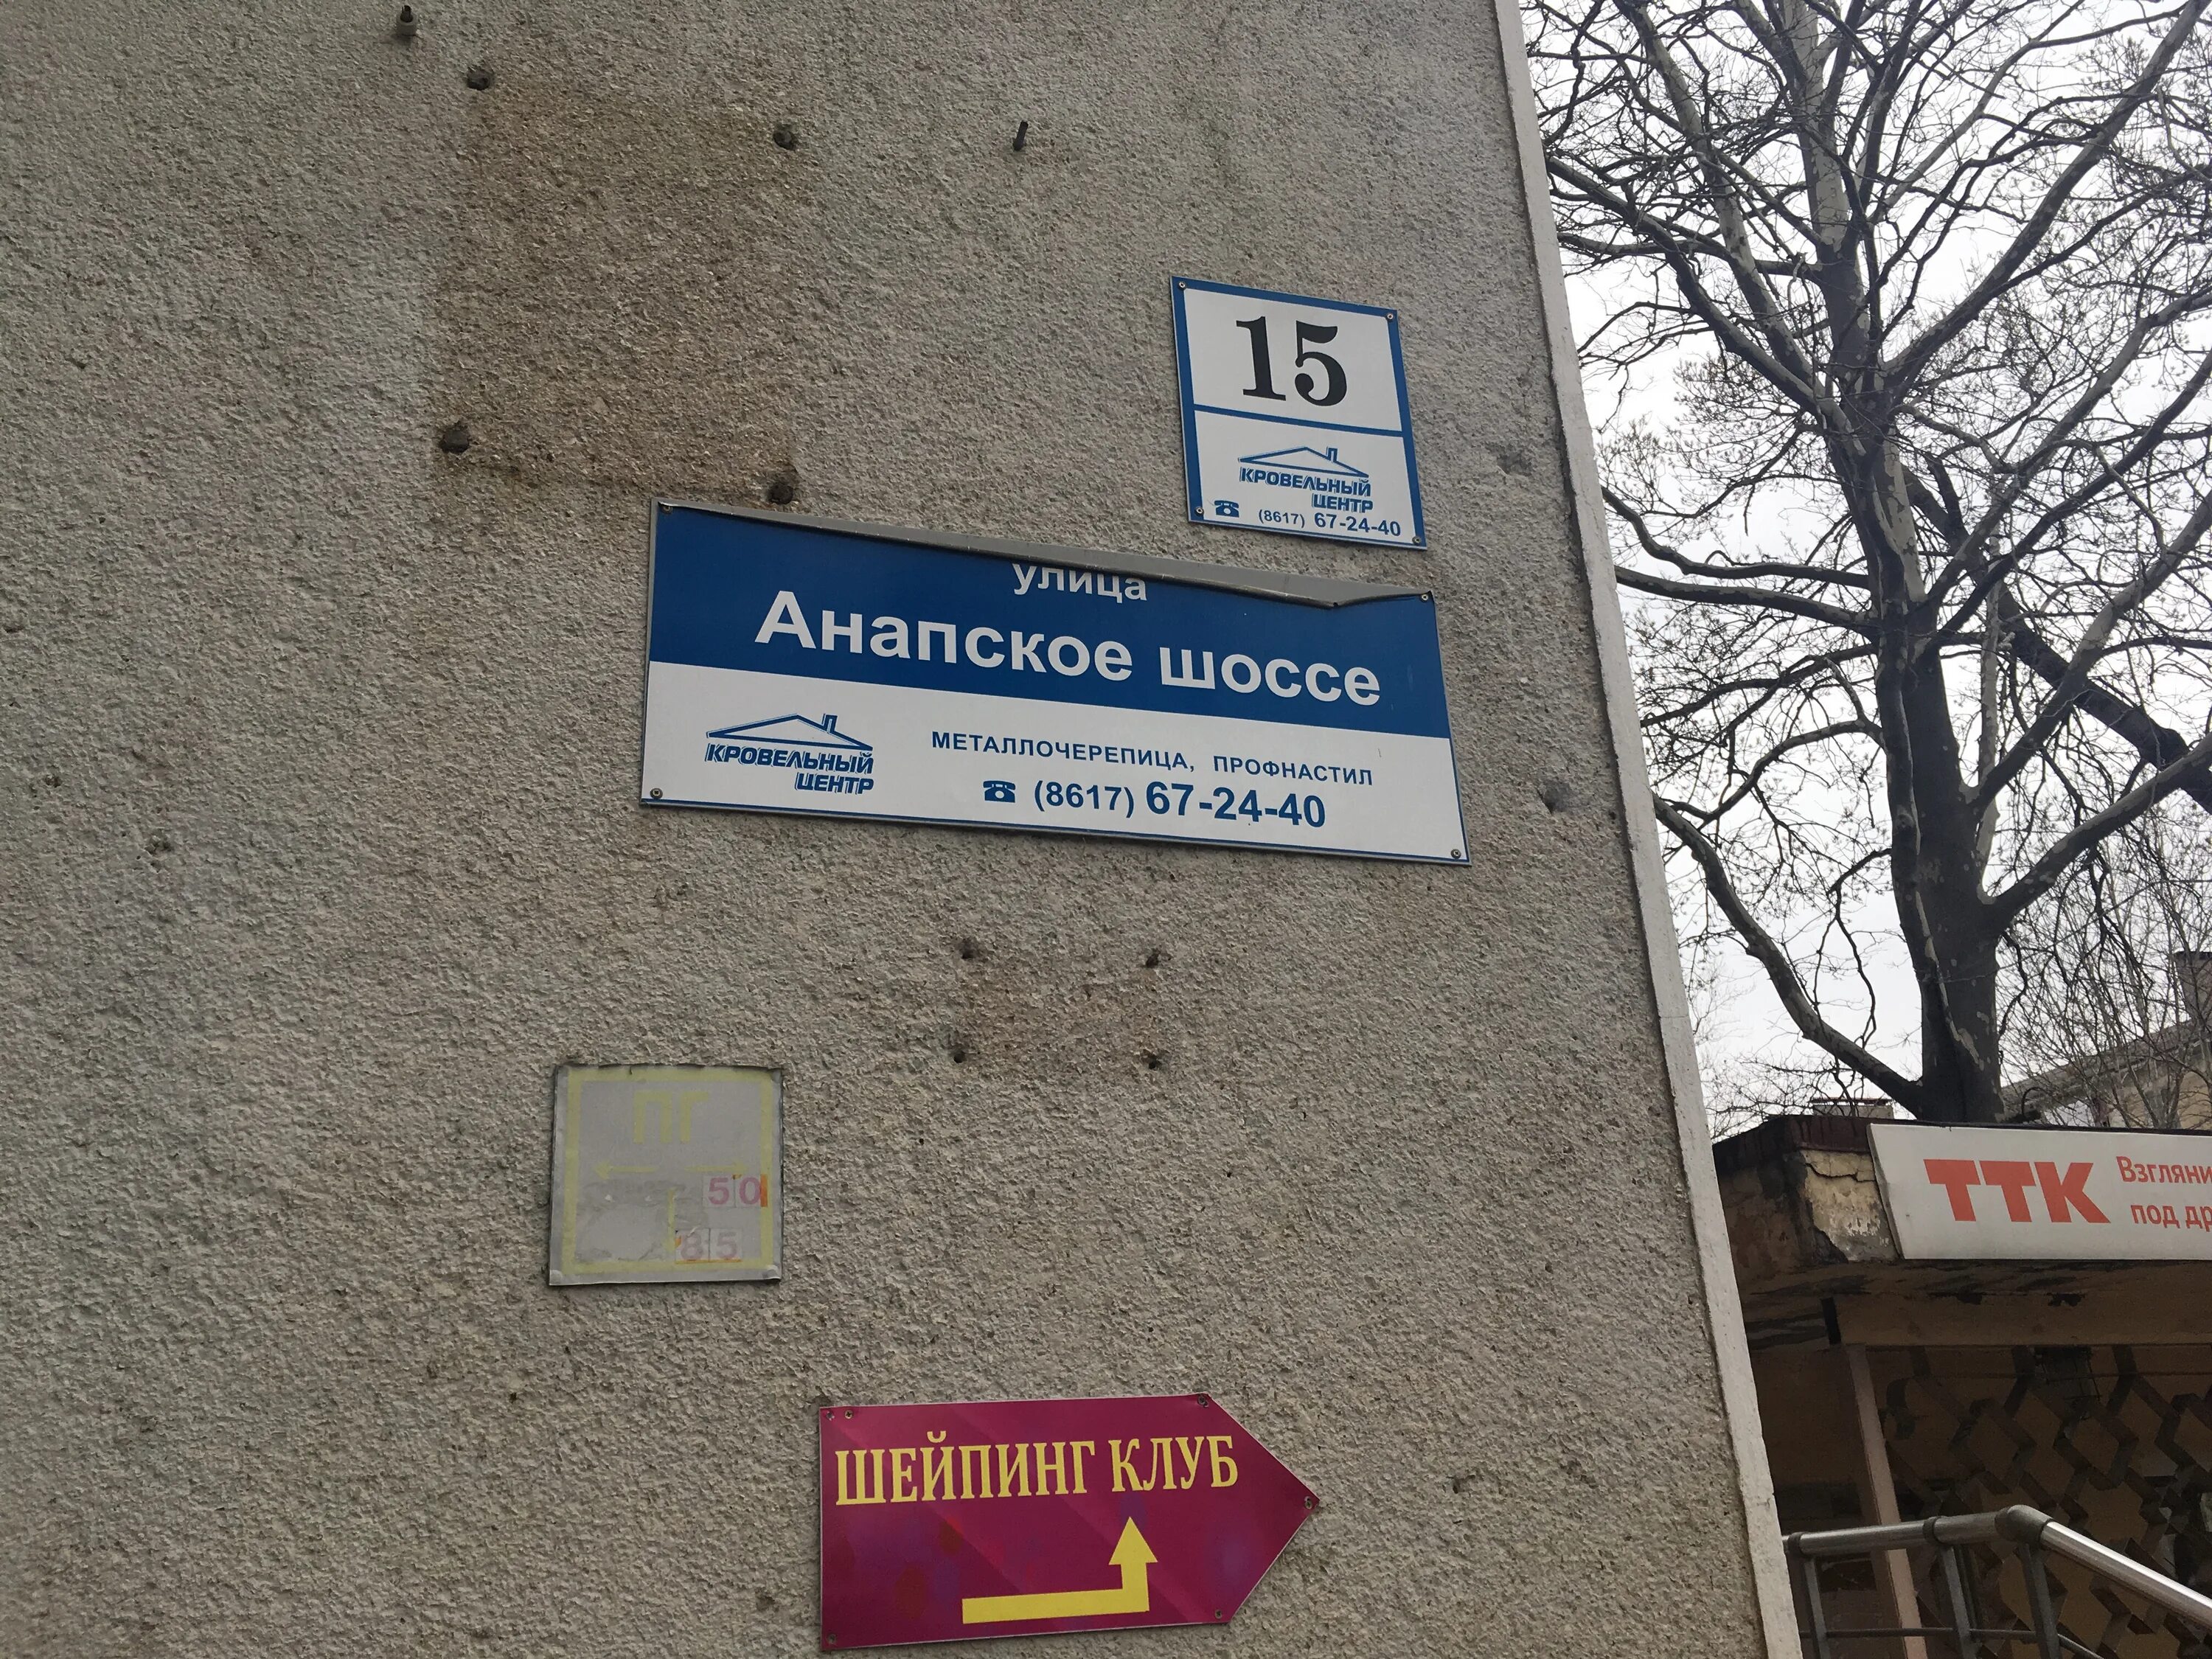 15
КРОВЕЛЬНЫЙ
ЦЕНТР
(8617) 67-24-40
улица
Анапское шоссе
КРОВЕЛЬНЫЙ
ЦЕНТР
МЕТАЛЛОЧЕРЕПИЦА, ПРОФНАСТИЛ
(8617) 67-24-40
ПГ
50
85
ТТК
Взгляни
под др
ШЕЙПИНГ КЛУБ